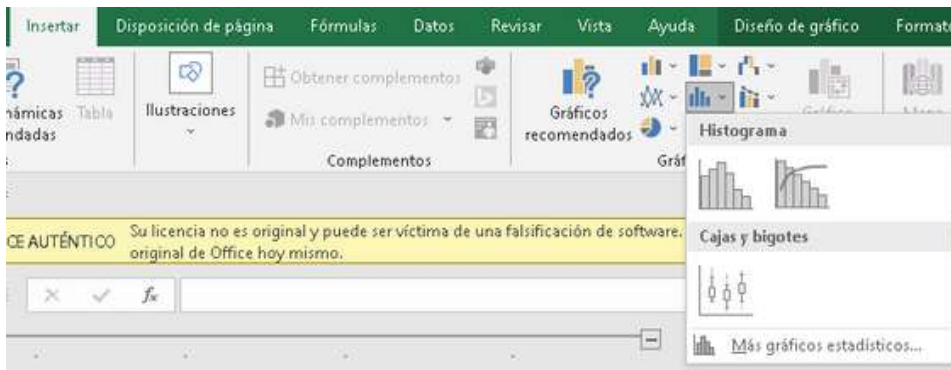 Insertar Disposición de página Fórmulas Datos Revisar Vista Ayuda Diseño de gráfico
Obtener complementos
Tabla
Ilustraciones
Mis complementos
Gráficos
recomendados
Complementos
Histograma
Cajas y bigotes
Más gráficos estadísticos...
AUTÉNTICO Su licencia no es original y puede ser víctima de una falsificación de software.
original de Office hoy mismo.
fx